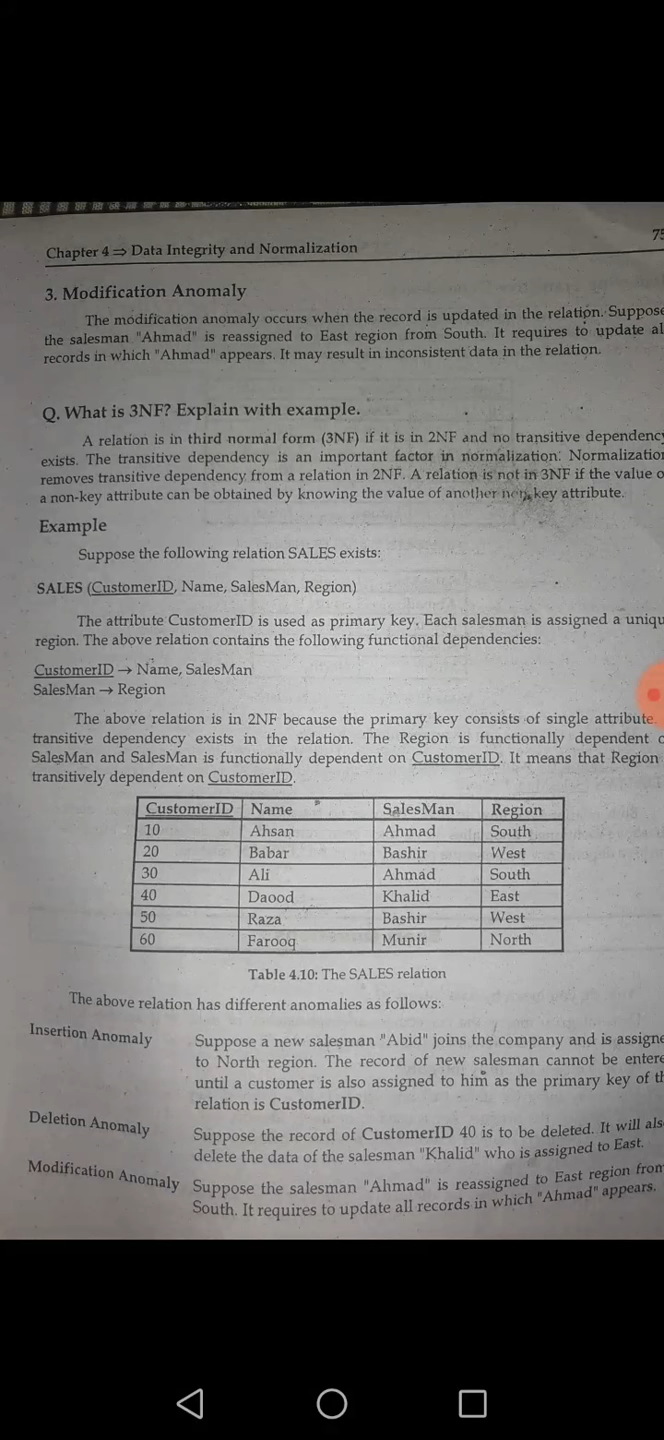 Chapter 4 ⇒ Data Integrity and Normalization
75
3. Modification Anomaly
The modification anomaly occurs when the record is updated in the relation. Suppose
the salesman "Ahmad" is reassigned to East region from South. It requires to update al
records in which "Ahmad" appears. It may result in inconsistent data in the relation.
Q. What is 3NF? Explain with example.
A relation is in third normal form (3NF) if it is in 2NF and no transitive dependency
exists. The transitive dependency is an important factor in normalization. Normalization
removes transitive dependency from a relation in 2NF. A relation is not in 3NF if the value o
a non-key attribute can be obtained by knowing the value of another non key attribute.
Example
Suppose the following relation SALES exists:
SALES (CustomerID, Name, SalesMan, Region)
The attribute CustomerID is used as primary key. Each salesman is assigned a uniqu
region. The above relation contains the following functional dependencies:
CustomerID → Name, SalesMan
SalesMan → Region
The above relation is in 2NF because the primary key consists of single attribute.
transitive dependency exists in the relation. The Region is functionally dependent o
SalesMan and SalesMan is functionally dependent on CustomerID. It means that Region
transitively dependent on CustomerID.
CustomerID Name SalesMan Region
10 Ahsan Ahmad South
20 Babar Bashir West
30 Ali Ahmad South
40 Daood Khalid East
50 Raza Bashir West
60 Farooq Munir North
Table 4.10: The SALES relation
The above relation has different anomalies as follows:
Insertion Anomaly Suppose a new salesman "Abid" joins the company and is assigne
to North region. The record of new salesman cannot be entere
until a customer is also assigned to him as the primary key of th
relation is CustomerID.
Deletion Anomaly Suppose the record of CustomerID 40 is to be deleted. It will als
delete the data of the salesman "Khalid" who is assigned to East.
Modification Anomaly Suppose the salesman "Ahmad" is reassigned to East region from
South. It requires to update all records in which "Ahmad" appears.